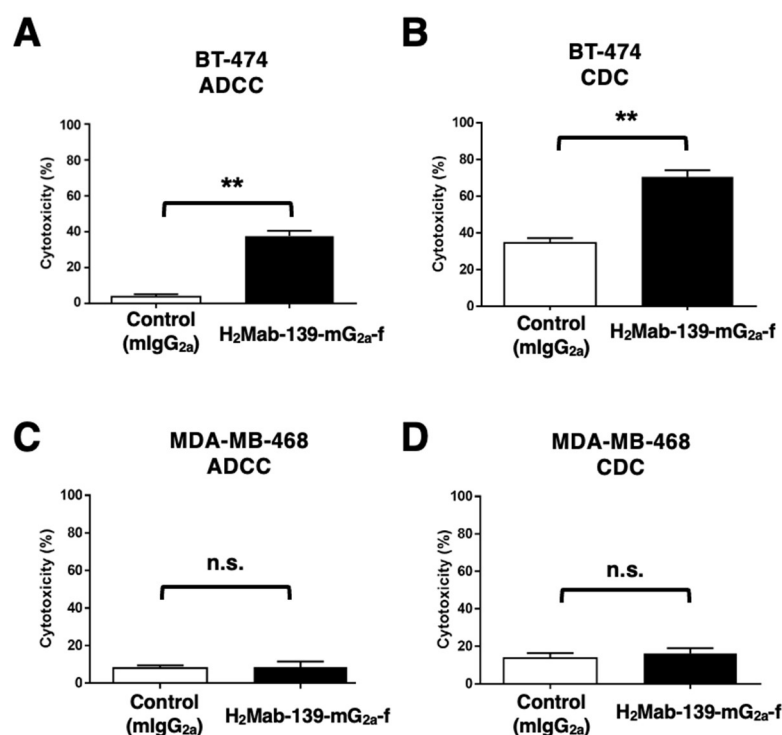 A
BT-474
ADCC
Cytotoxicity (%)
100
80
60
40
20
0
**
Control
(mIgG2a)
H2Mab-139-mG2a-f
B
BT-474
CDC
Cytotoxicity (%)
100
80
60
40
20
0
**
Control
(mIgG2a)
H2Mab-139-mG2a-f
C
MDA-MB-468
ADCC
Cytotoxicity (%)
100
80
60
40
20
0
n.s.
Control
(mIgG2a)
H2Mab-139-mG2a-f
D
MDA-MB-468
CDC
Cytotoxicity (%)
100
80
60
40
20
0
n.s.
Control
(mIgG2a)
H2Mab-139-mG2a-f